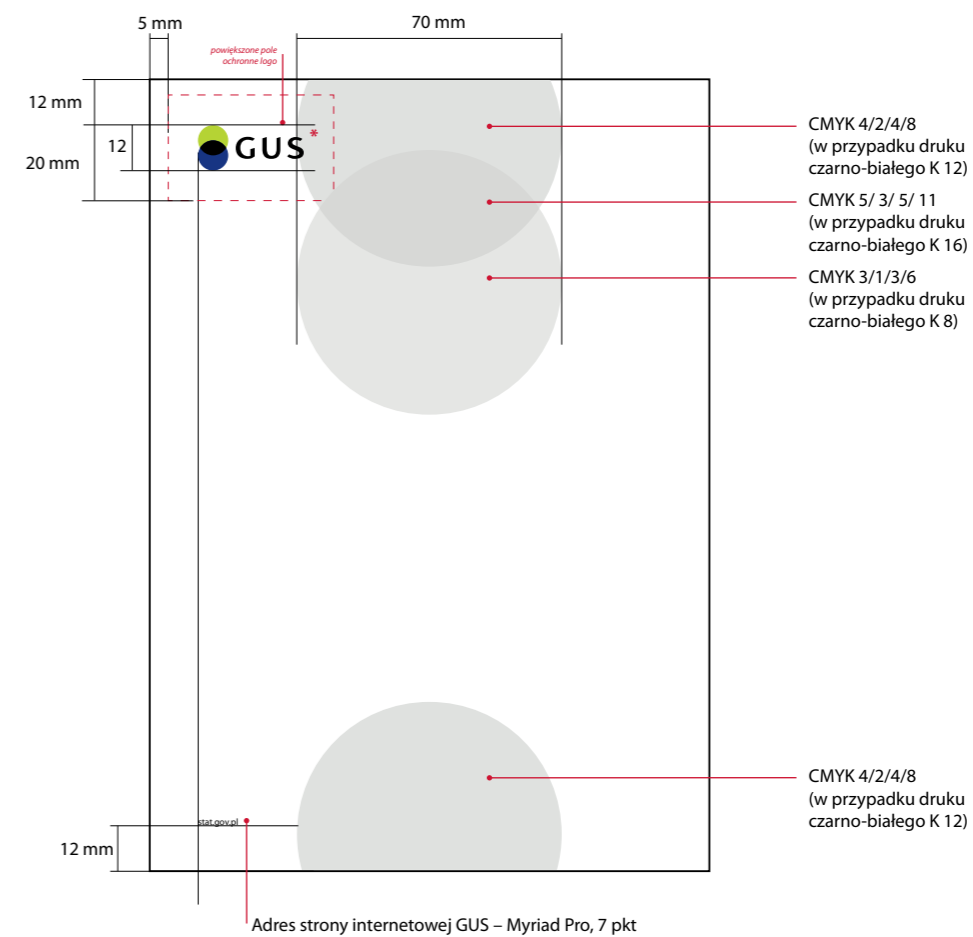 5 mm
70 mm
powiększone pole
ochronne logo
12 mm
12
20 mm
GUS*
CMYK 4/2/4/8
(w przypadku druku
czarno-białego K 12)
CMYK 5/ 3/ 5/ 11
(w przypadku druku
czarno-białego K 16)
CMYK 3/1/3/6
(w przypadku druku
czarno-białego K 8)
CMYK 4/2/4/8
(w przypadku druku
czarno-białego K 12)
stat.gov.pl
12 mm
Adres strony internetowej GUS – Myriad Pro, 7 pkt